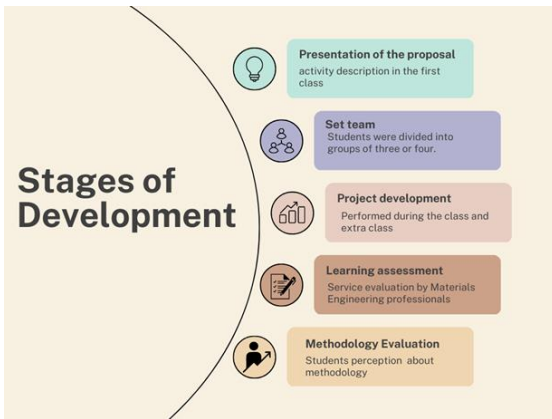 Stages of
Development
Presentation of the proposal
activity description in the first
class
Set team
Students were divided into
groups of three or four.
Project development
Performed during the class and
extra class
Learning assessment
Service evaluation by Materials
Engineering professionals
Methodology Evaluation
Students perception about
methodology